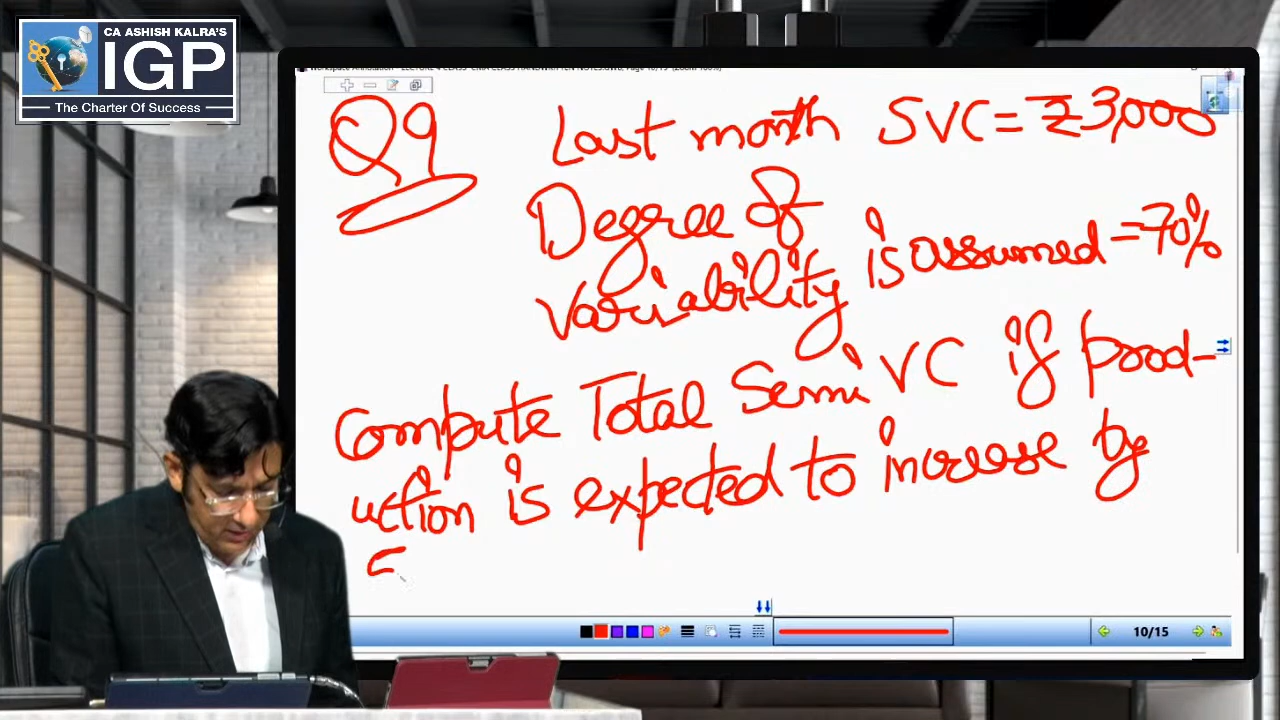 CA ASHISH KALRA'S
IGP
The Charter Of Success
Q9 Last month SVC = ₹3,000
Degree of
Variability is assumed = 70%
Compute Total Semi VC if prod-
uction is expected to increase by
10/15